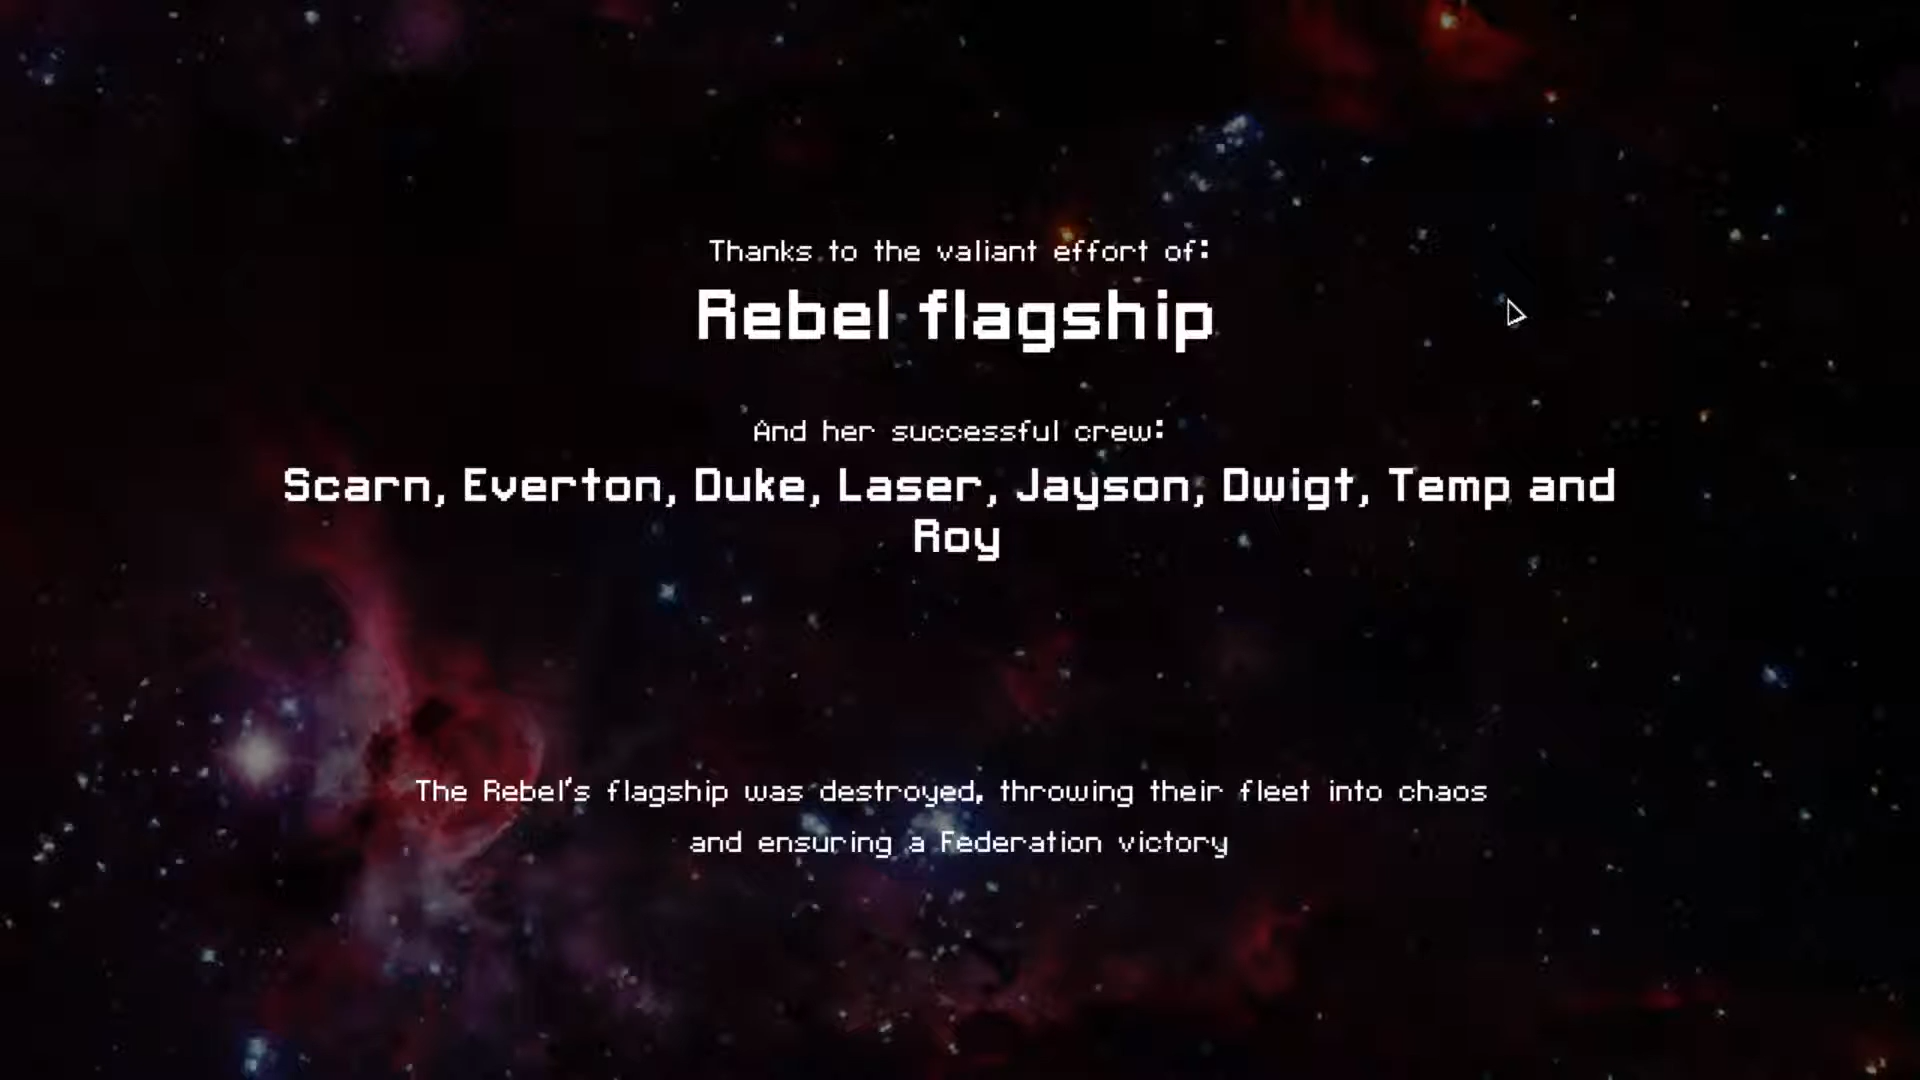 Thanks to the valiant effort of:
Rebel flagship
And her successful crew:
Scarn, Everton, Duke, Laser, Jayson, Dwigt, Temp and
Roy
The Rebel's flagship was destroyed, throwing their fleet into chaos
and ensuring a Federation victory